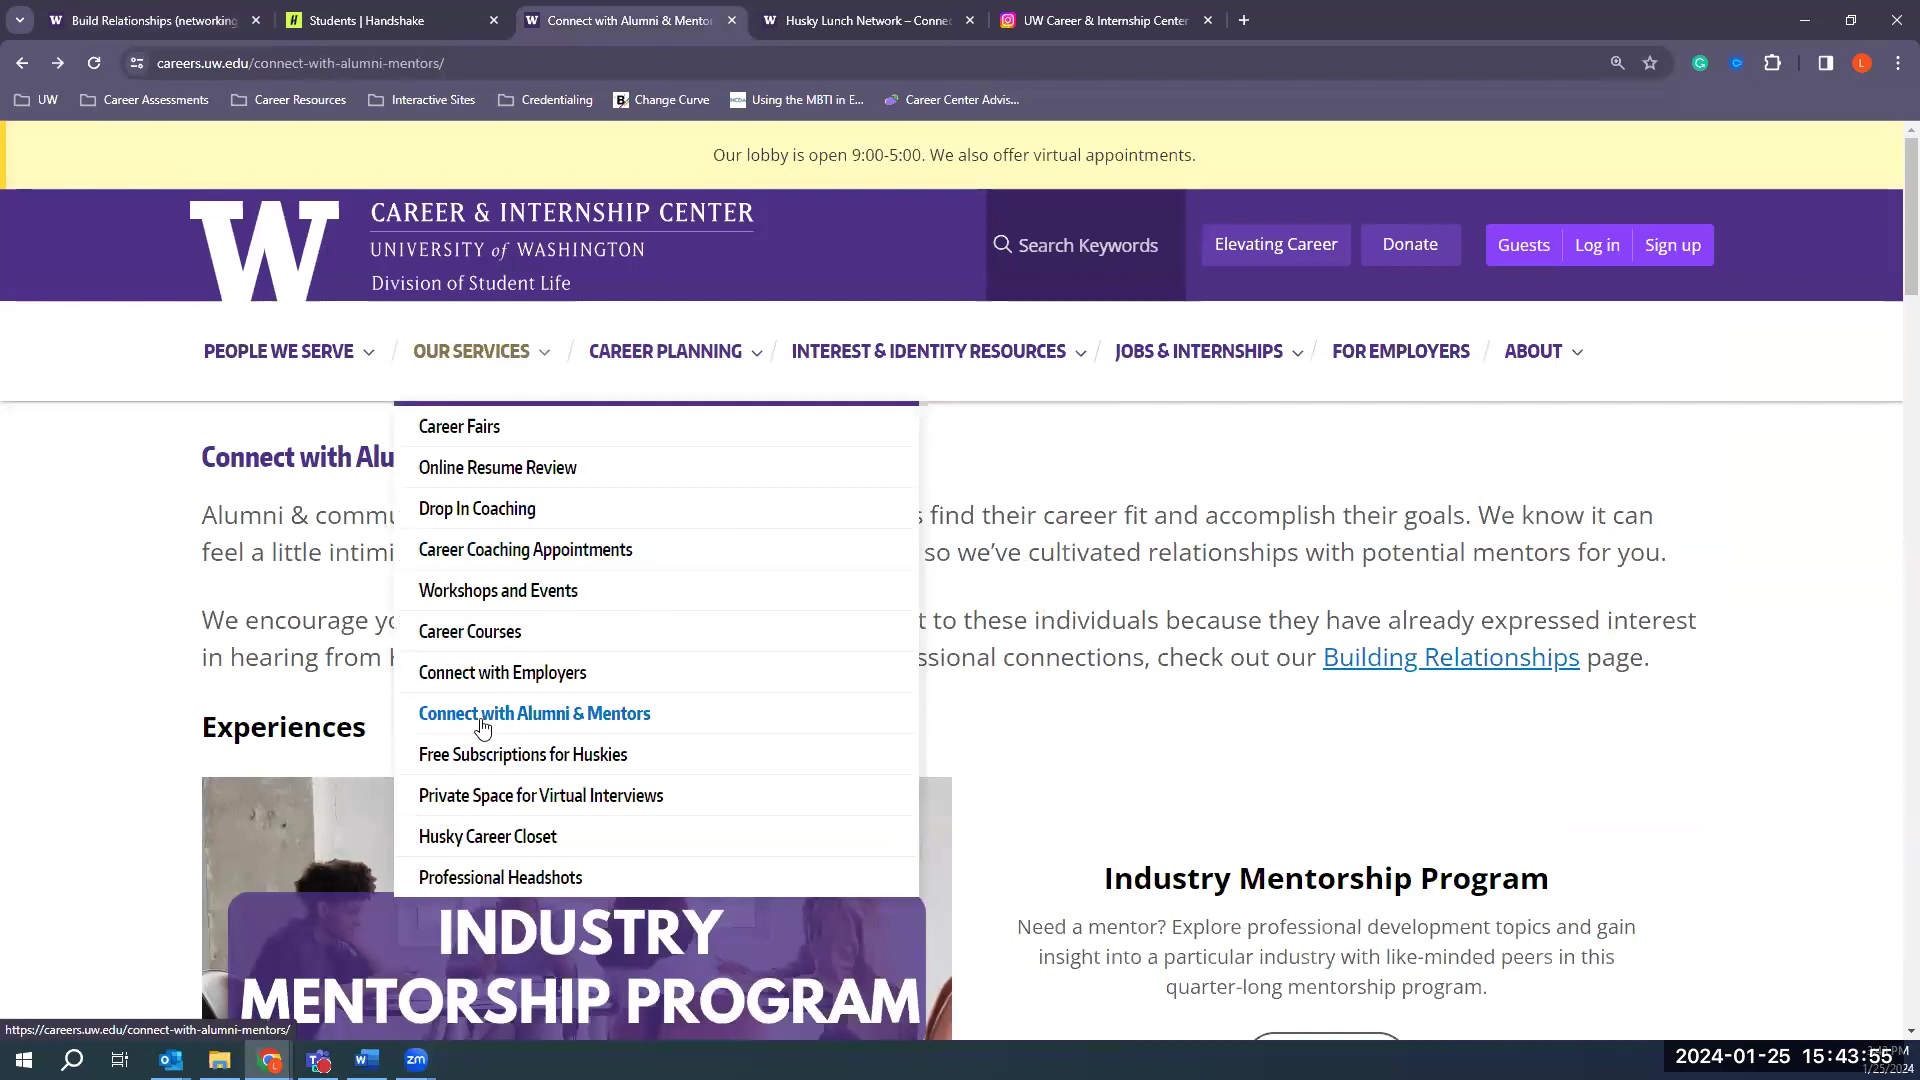 Build Relationships (networking
Students | Handshake
Connect with Alumni & Mento
Husky Lunch Network – Connec
UW Career & Internship Center
careers.uw.edu/connect-with-alumni-mentors/
UW
Career Assessments
Career Resources
Interactive Sites
Credentialing
Change Curve
Using the MBTI in E...
Career Center Advis...
Our lobby is open 9:00-5:00. We also offer virtual appointments.
W
CAREER & INTERNSHIP CENTER
UNIVERSITY of WASHINGTON
Division of Student Life
Search Keywords
Elevating Career
Donate
Guests
Log in
Sign up
PEOPLE WE SERVE
OUR SERVICES
CAREER PLANNING
INTEREST & IDENTITY RESOURCES
JOBS & INTERNSHIPS
FOR EMPLOYERS
ABOUT
Career Fairs
Online Resume Review
Drop In Coaching
Career Coaching Appointments
Workshops and Events
Career Courses
Connect with Employers
Connect with Alumni & Mentors
Free Subscriptions for Huskies
Private Space for Virtual Interviews
Husky Career Closet
Professional Headshots
Connect with Alu
Alumni & commu s find their career fit and accomplish their goals. We know it can
feel a little intimi so we've cultivated relationships with potential mentors for you.
We encourage yo t to these individuals because they have already expressed interest
in hearing from ssional connections, check out our Building Relationships page.
Experiences
INDUSTRY
MENTORSHIP PROGRAM
Industry Mentorship Program
Need a mentor? Explore professional development topics and gain
insight into a particular industry with like-minded peers in this
quarter-long mentorship program.
https://careers.uw.edu/connect-with-alumni-mentors/
2024-01-25 15:43:55
1/25/2024